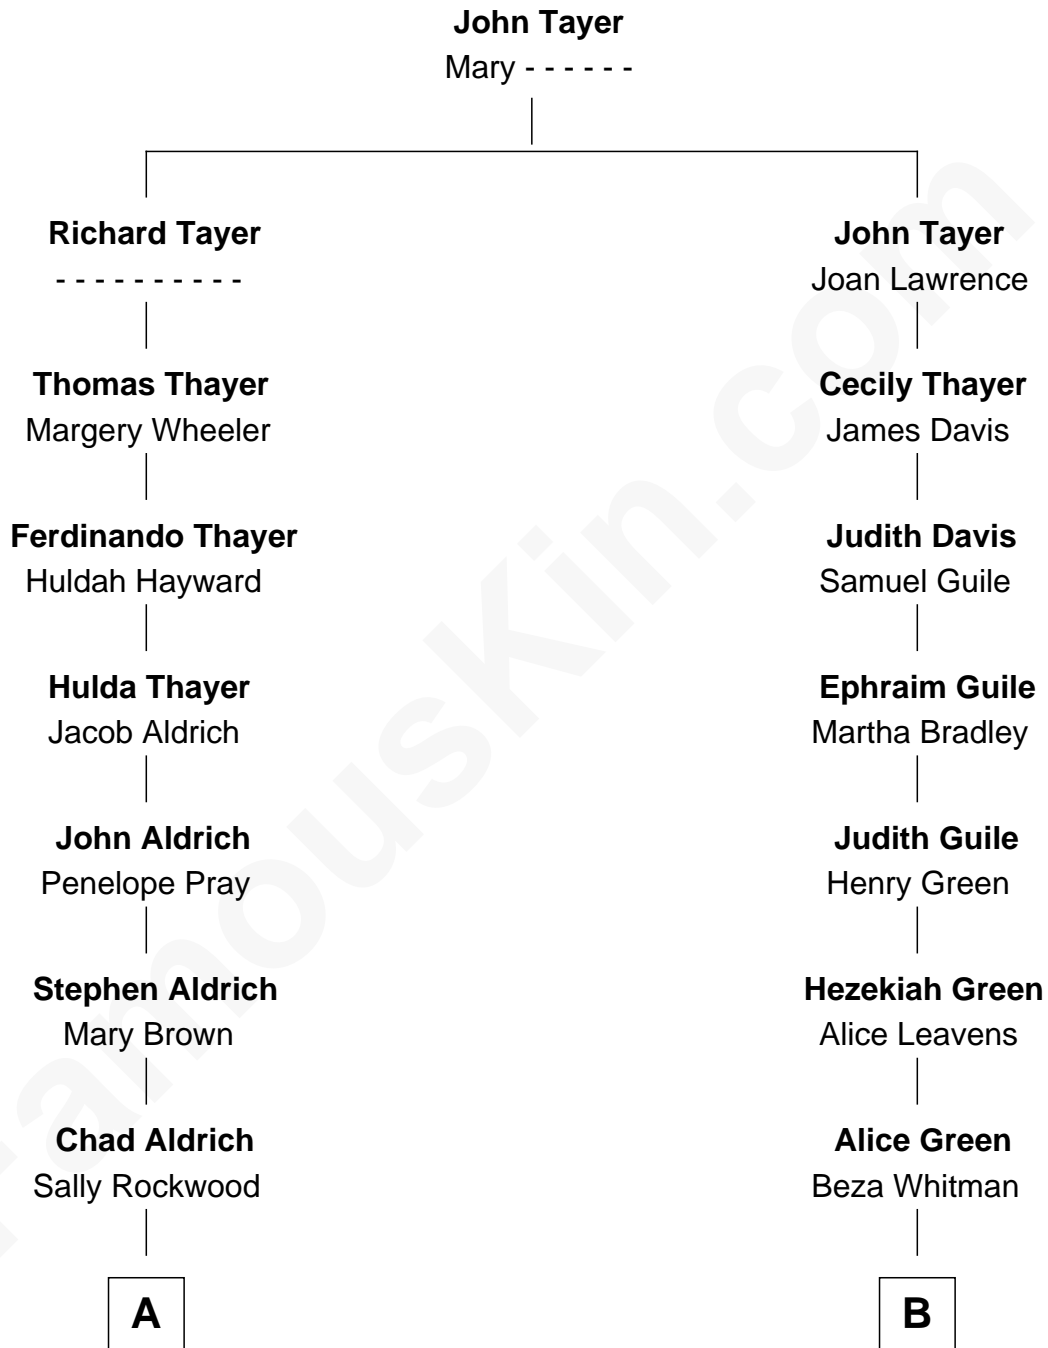 John Tayer
Mary - - - - - -
Richard Tayer
- - - - - - - - - -
John Tayer
Joan Lawrence
Thomas Thayer
Margery Wheeler
Cecily Thayer
James Davis
Ferdinando Thayer
Huldah Hayward
Judith Davis
Samuel Guile
Hulda Thayer
Jacob Aldrich
Ephraim Guile
Martha Bradley
John Aldrich
Penelope Pray
Judith Guile
Henry Green
Stephen Aldrich
Mary Brown
Hezekiah Green
Alice Leavens
Chad Aldrich
Sally Rockwood
Alice Green
Beza Whitman
A
B
FamousKin.com